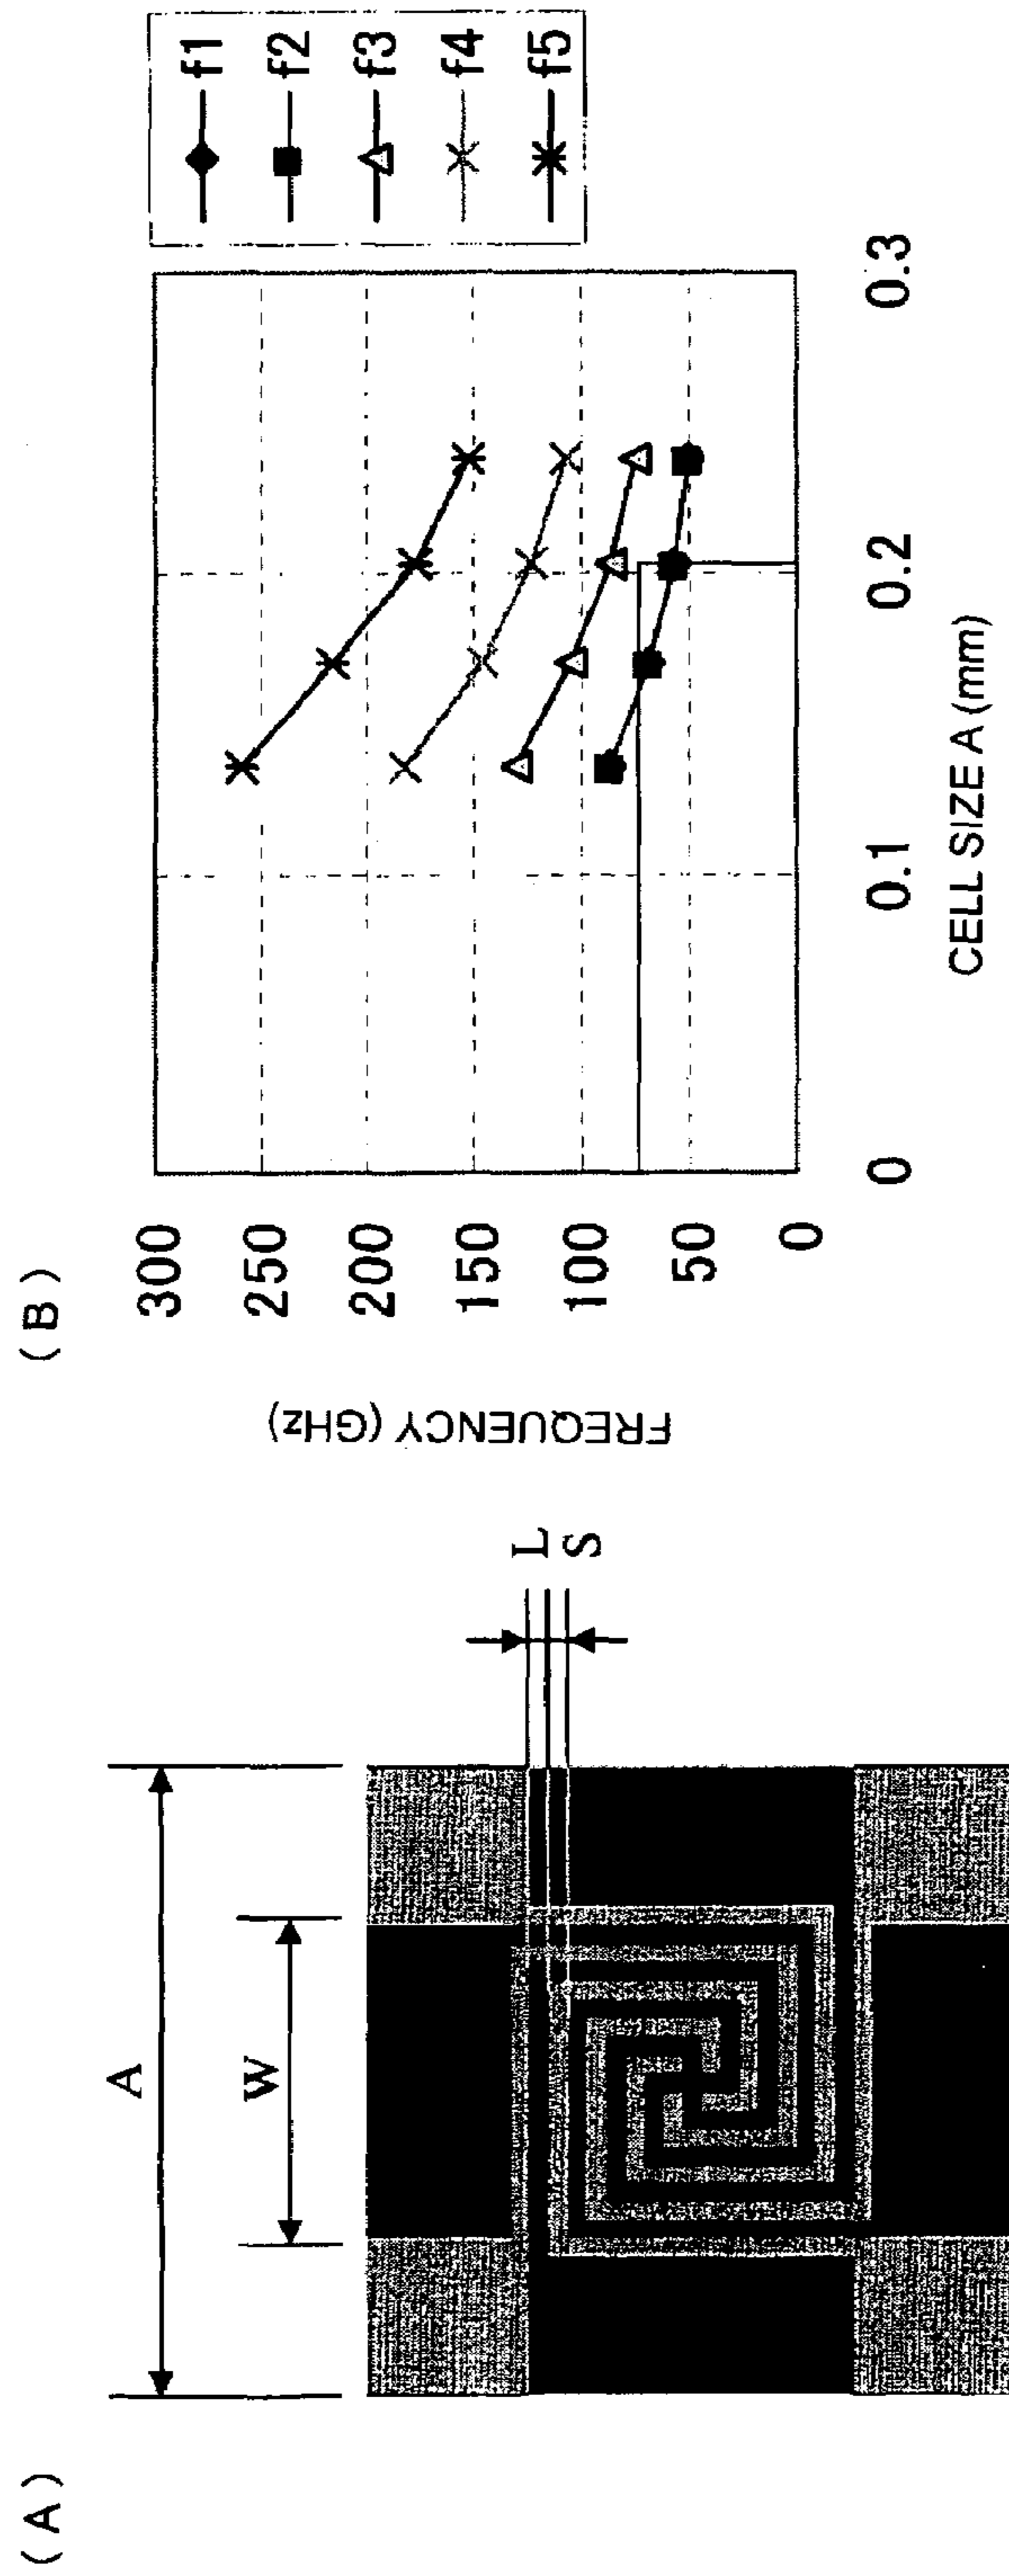 ( A )
A
W
L
S
( B )
FREQUENCY (GHz)
300
250
200
150
100
50
0
0
0.1
0.2
0.3
CELL SIZE A (mm)
f1
f2
f3
f4
f5